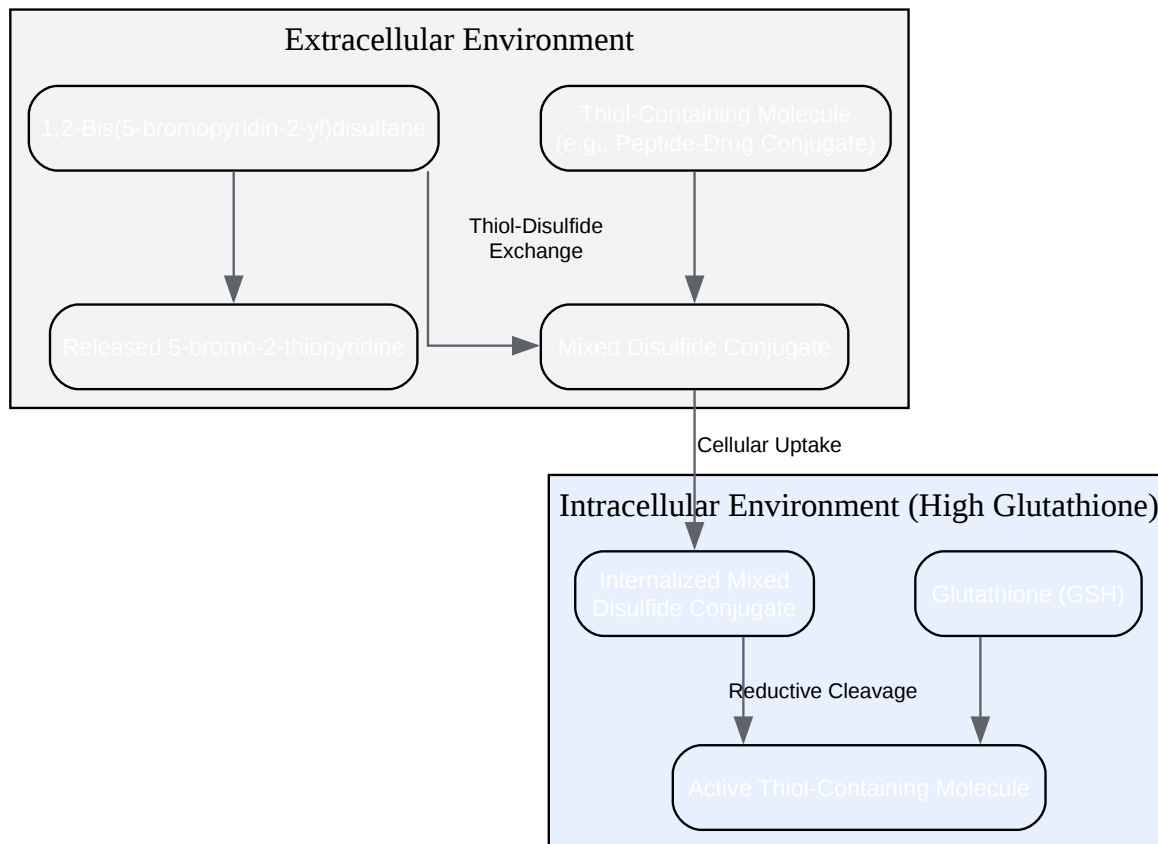 Extracellular Environment
1,2-Bis(5-bromopyridin-2-yl)disulfane
Thiol-Containing Molecule
(e.g., Peptide-Drug Conjugate)
Thiol-Disulfide
Exchange
Released 5-bromo-2-thiopyridine
Mixed Disulfide Conjugate
Cellular Uptake
Intracellular Environment (High Glutathione)
Internalized Mixed
Disulfide Conjugate
Glutathione (GSH)
Reductive Cleavage
Active Thiol-Containing Molecule